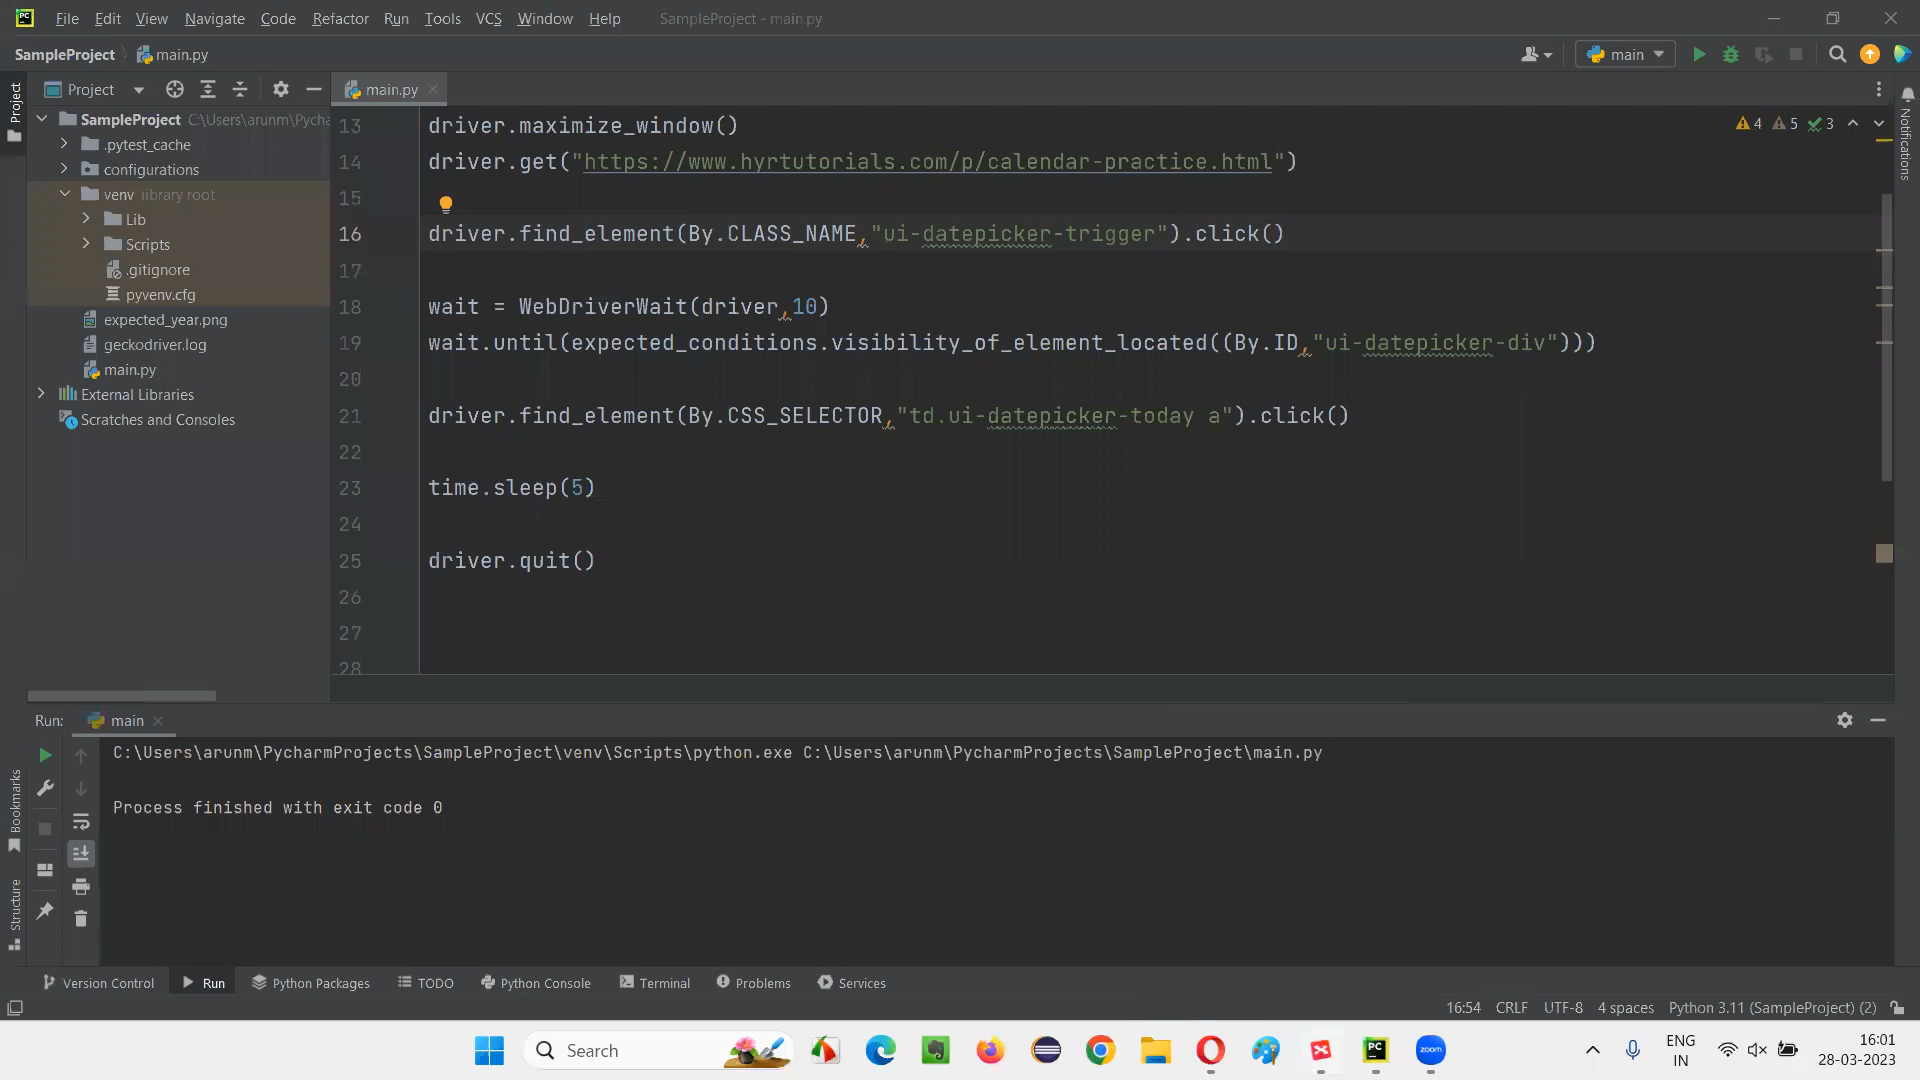 File Edit View Navigate Code Refactor Run Tools VCS Window Help SampleProject - main.py
SampleProject main.py
main
Project
main.py
SampleProject C:\Users\arunm\Pycha
.pytest_cache
configurations
venv library root
Lib
Scripts
.gitignore
pyvenv.cfg
expected_year.png
geckodriver.log
main.py
External Libraries
Scratches and Consoles
4 5 3
13 driver.maximize_window()
14 driver.get("https://www.hyrtutorials.com/p/calendar-practice.html")
15
16 driver.find_element(By.CLASS_NAME,"ui-datepicker-trigger").click()
17
18 wait = WebDriverWait(driver,10)
19 wait.until(expected_conditions.visibility_of_element_located((By.ID,"ui-datepicker-div")))
20
21 driver.find_element(By.CSS_SELECTOR,"td.ui-datepicker-today a").click()
22
23 time.sleep(5)
24
25 driver.quit()
26
27
28
Project
Notifications
Bookmarks
Structure
Run: main
C:\Users\arunm\PycharmProjects\SampleProject\venv\Scripts\python.exe C:\Users\arunm\PycharmProjects\SampleProject\main.py
Process finished with exit code 0
Version Control Run Python Packages TODO Python Console Terminal Problems Services
16:54 CRLF UTF-8 4 spaces Python 3.11 (SampleProject) (2)
Search
PC
zoom
ENG
IN
16:01
28-03-2023